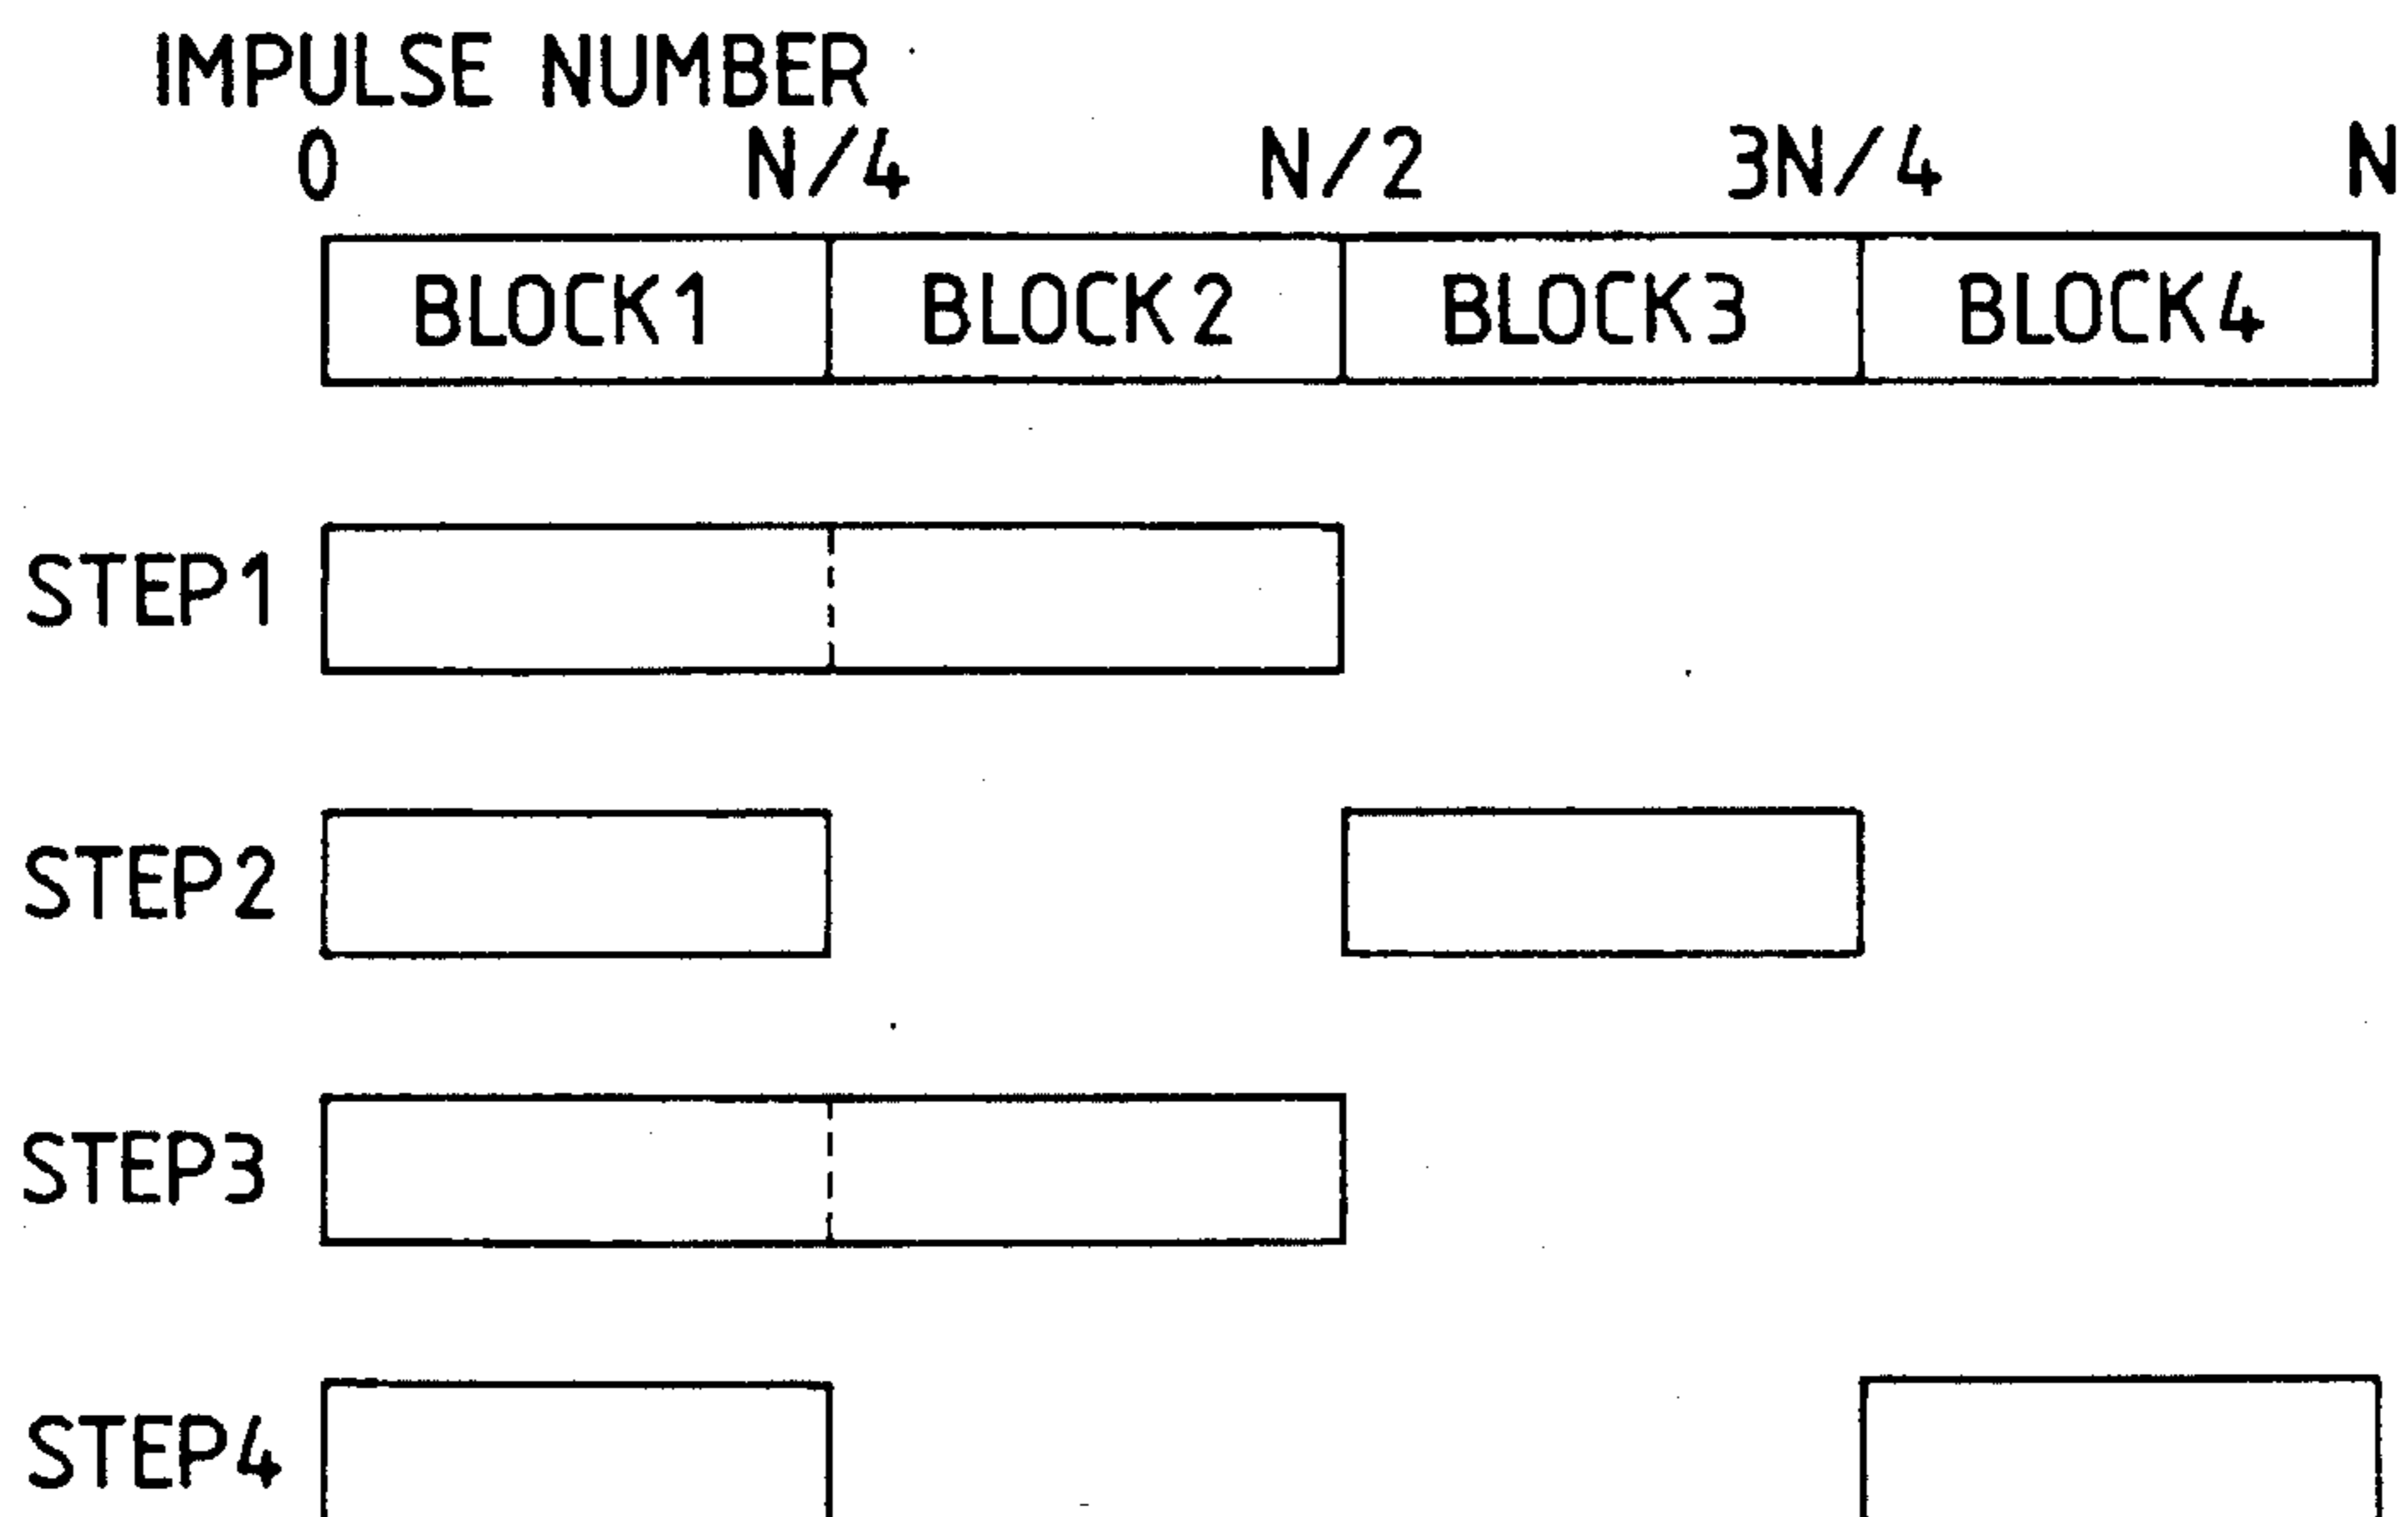 IMPULSE NUMBER
0 N/4 N/2 3N/4 N
BLOCK1 BLOCK2 BLOCK3 BLOCK4
STEP1
STEP2
STEP3
STEP4